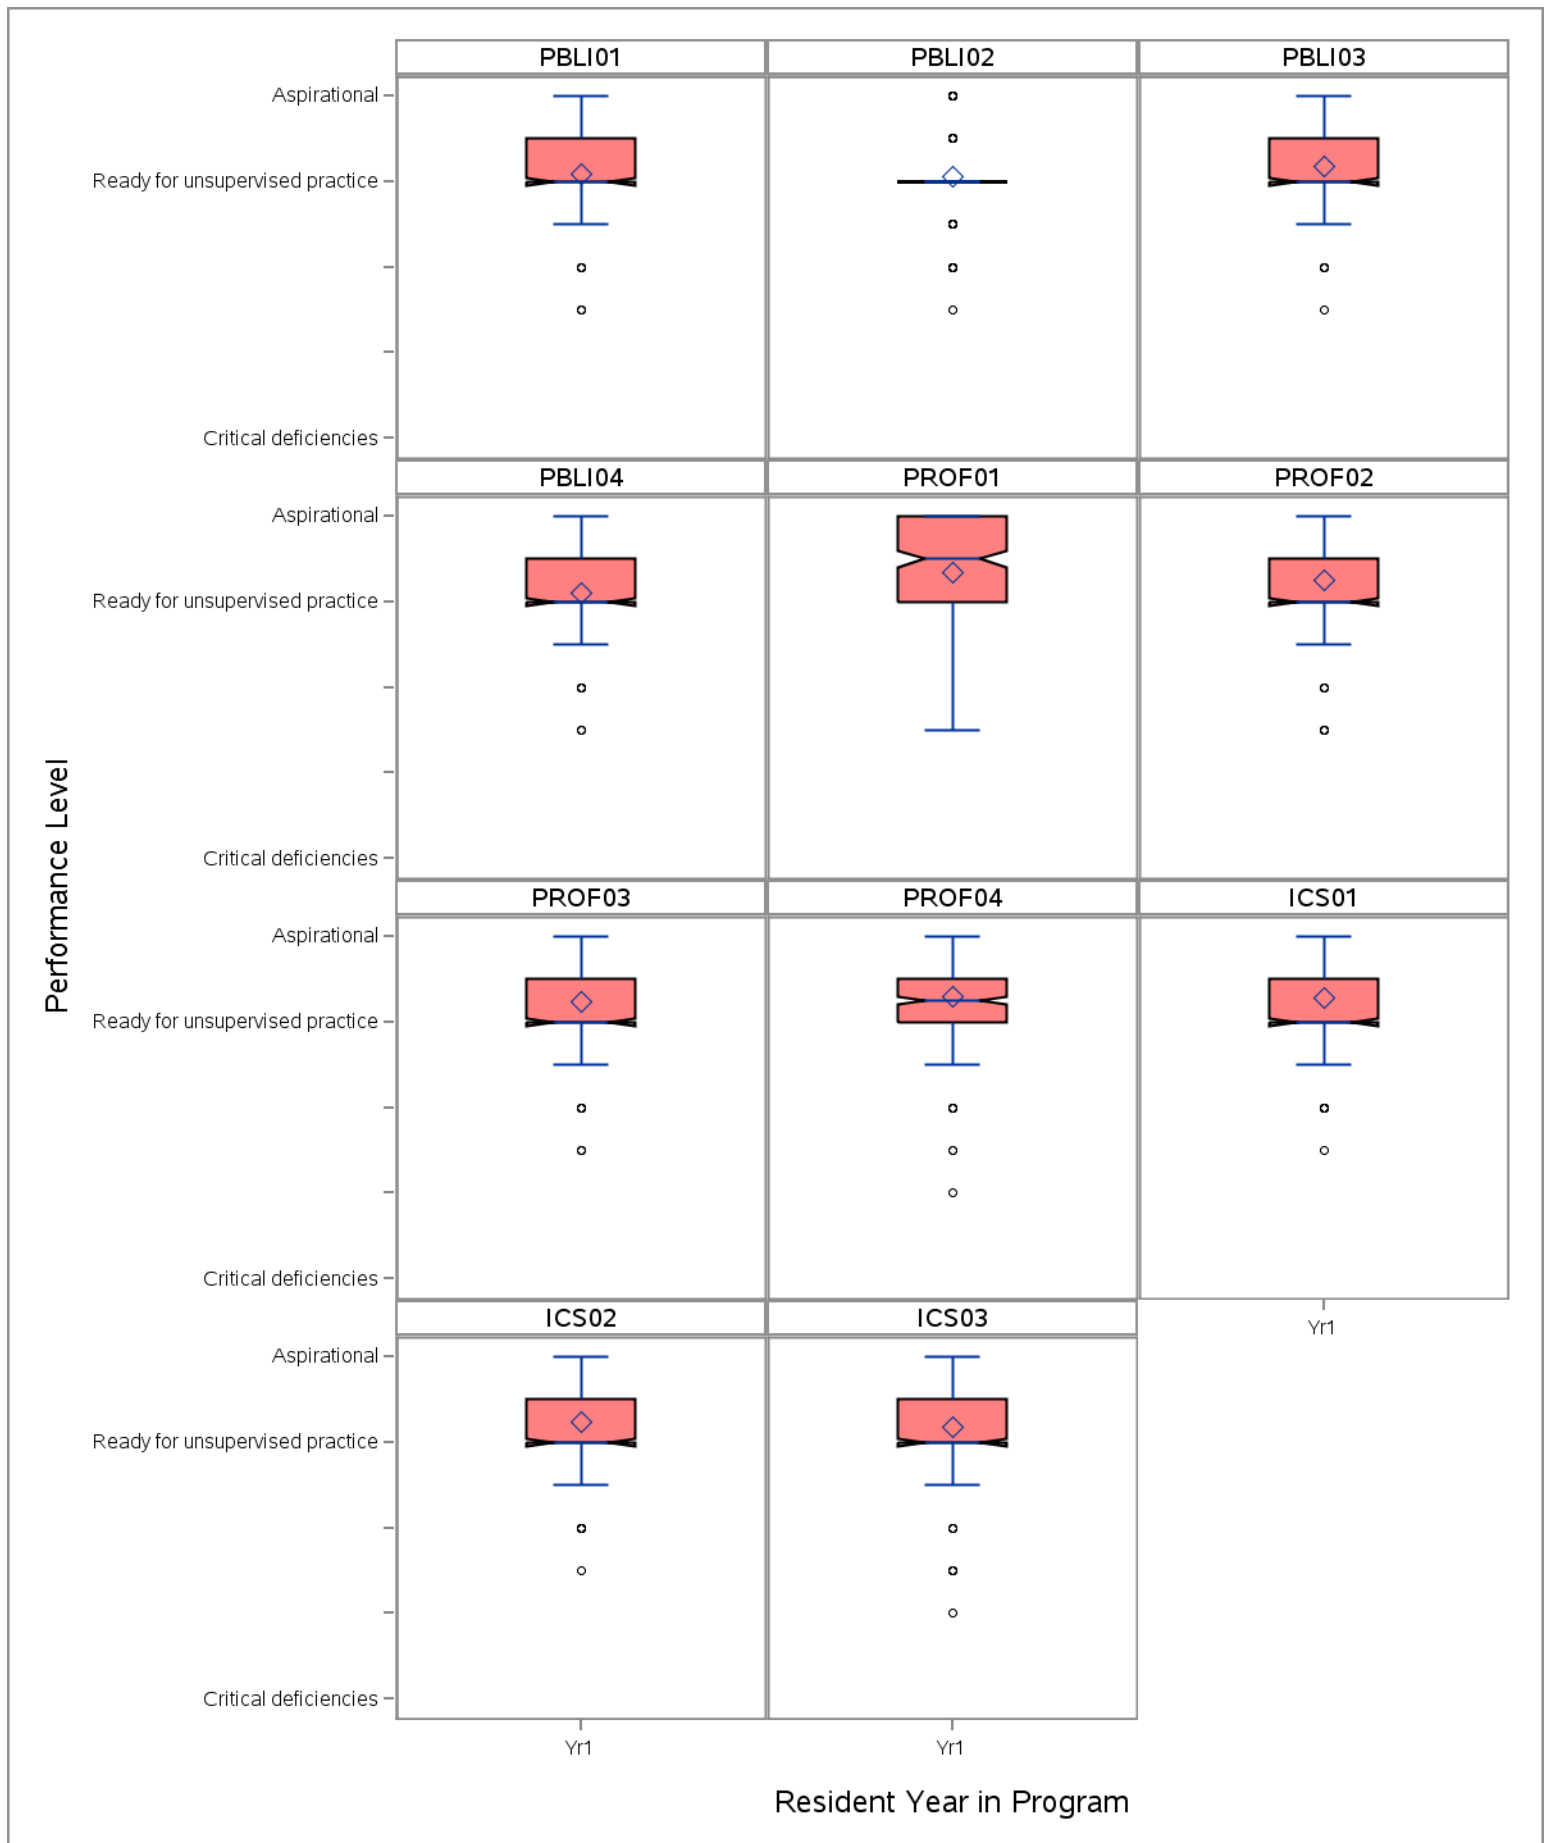 PBLI01 PBLI02 PBLI03
Aspirational
Ready for unsupervised practice
Critical deficiencies
PBLI04 PROF01 PROF02
Aspirational
Ready for unsupervised practice
Critical deficiencies
PROF03 PROF04 ICS01
Aspirational
Ready for unsupervised practice
Critical deficiencies
Yr1
ICS02 ICS03
Aspirational
Ready for unsupervised practice
Critical deficiencies
Yr1 Yr1
Performance Level
Resident Year in Program